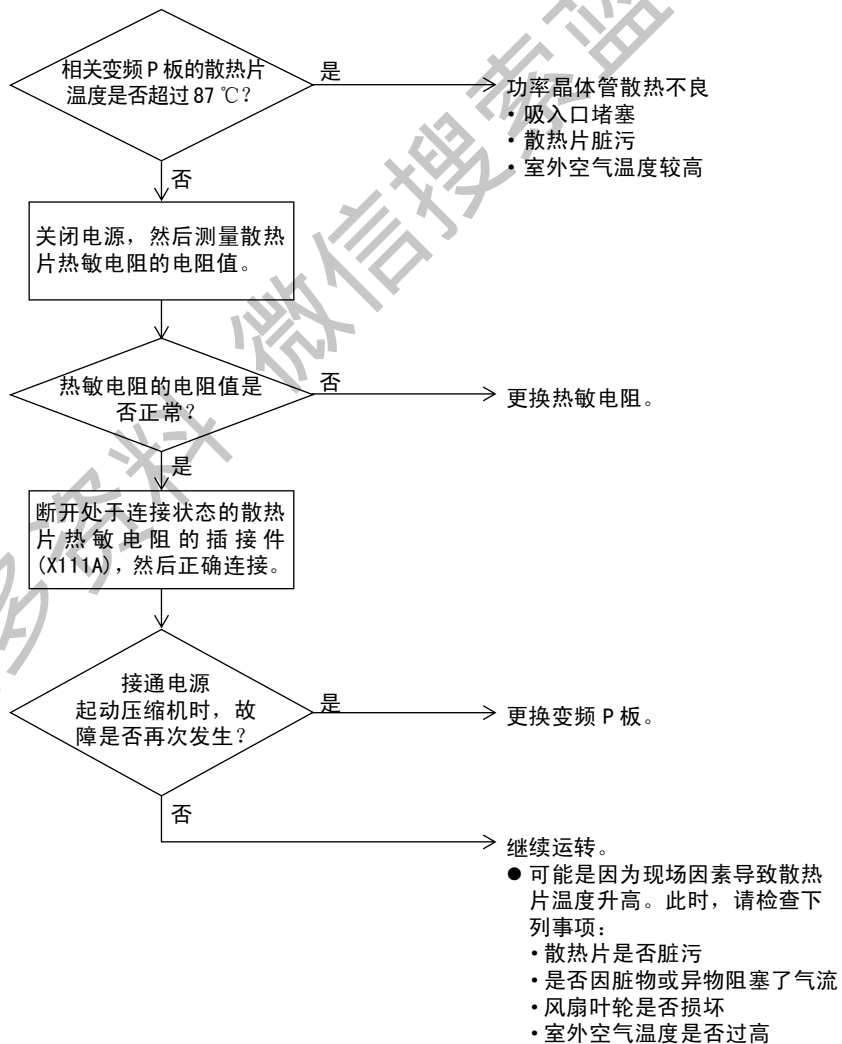 相关变频 P 板的散热片
温度是否超过 87 ℃?
是
功率晶体管散热不良
・吸入口堵塞
・散热片脏污
・室外空气温度较高
否
关闭电源，然后测量散热
片热敏电阻的电阻值。
热敏电阻的电阻值是
否正常?
否
更换热敏电阻。
是
断开处于连接状态的散热
片热敏电阻的插接件
(X111A)，然后正确连接。
接通电源
起动压缩机时，故
障是否再次发生?
是
更换变频 P 板。
否
继续运转。
● 可能是因为现场因素导致散热
片温度升高。此时，请检查下
列事项:
・散热片是否脏污
・是否因脏物或异物阻塞了气流
・风扇叶轮是否损坏
・室外空气温度是否过高
多资料 微信搜索蓝